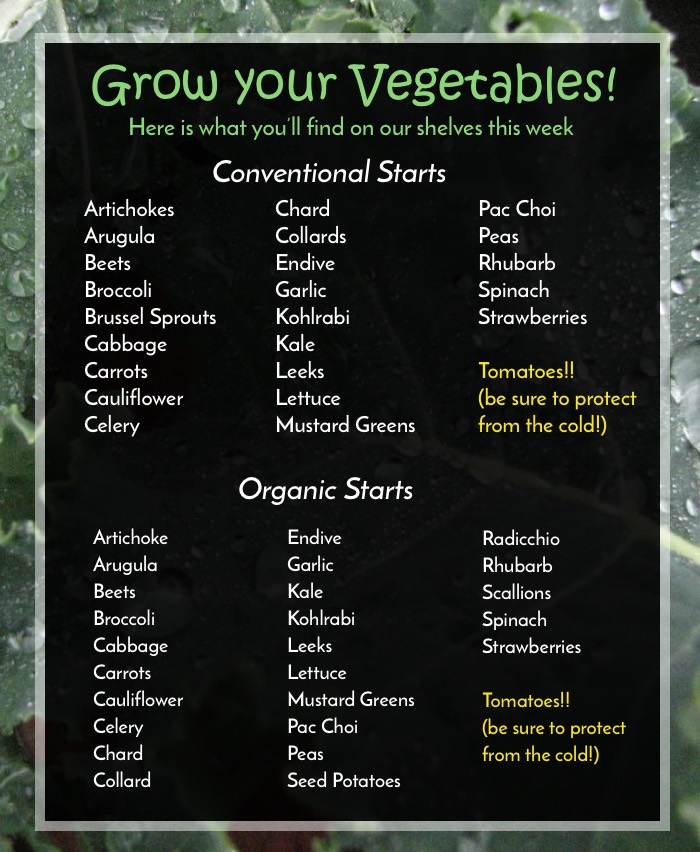 Grow your Vegetables!
Here is what you'll find on our shelves this week
Conventional Starts
Artichokes
Arugula
Beets
Broccoli
Brussel Sprouts
Cabbage
Carrots
Cauliflower
Celery
Chard
Collards
Endive
Garlic
Kohlrabi
Kale
Leeks
Lettuce
Mustard Greens
Pac Choi
Peas
Rhubarb
Spinach
Strawberries
Tomatoes!!
(be sure to protect
from the cold!)
Organic Starts
Artichoke
Arugula
Beets
Broccoli
Cabbage
Carrots
Cauliflower
Celery
Chard
Collard
Endive
Garlic
Kale
Kohlrabi
Leeks
Lettuce
Mustard Greens
Pac Choi
Peas
Seed Potatoes
Radicchio
Rhubarb
Scallions
Spinach
Strawberries
Tomatoes!!
(be sure to protect
from the cold!)